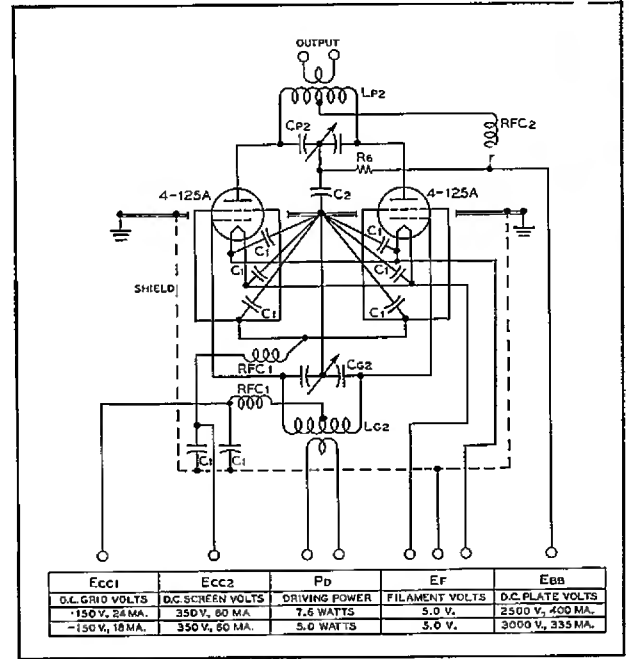 OUTPUT
LP2
CP2
RFC2
R6
C2
4-125A
4-125A
C1
C1
C1
C1
SHIELD
C1
C1
RFC1
CG2
RFC1
LG2
C1
C1
ECC1 ECC2 PD EF EBB
D.C. GRID VOLTS D.C. SCREEN VOLTS DRIVING POWER FILAMENT VOLTS D.C. PLATE VOLTS
-150 V, 24 MA. 350 V, 60 MA. 7.6 WATTS 5.0 V. 2500 V., 400 MA.
-150 V, 18 MA. 350 V, 60 MA. 5.0 WATTS 5.0 V. 3000 V., 335 MA.